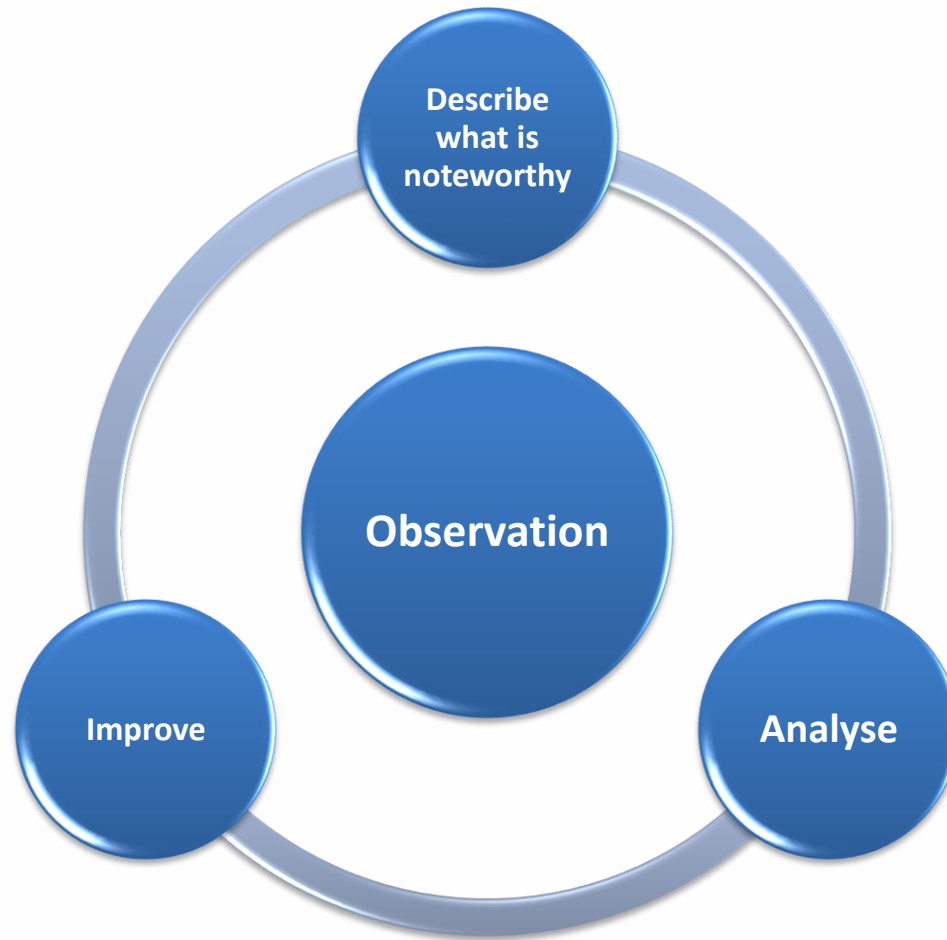 Describe
what is
noteworthy
Observation
Improve
Analyse